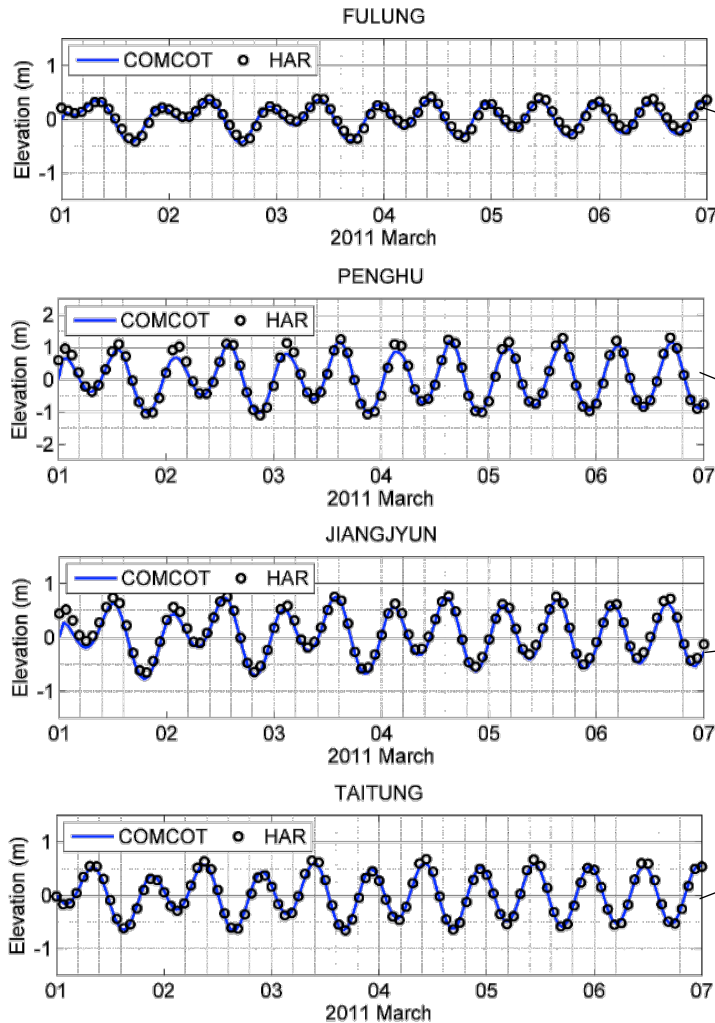 FULUNG
COMCOT HAR
Elevation (m)
1
0
-1
01 02 03 04 05 06 07
2011 March
PENGHU
COMCOT HAR
Elevation (m)
2
1
0
-1
-2
01 02 03 04 05 06 07
2011 March
JIANGJYUN
COMCOT HAR
Elevation (m)
1
0
-1
01 02 03 04 05 06 07
2011 March
TAITUNG
COMCOT HAR
Elevation (m)
1
0
-1
01 02 03 04 05 06 07
2011 March